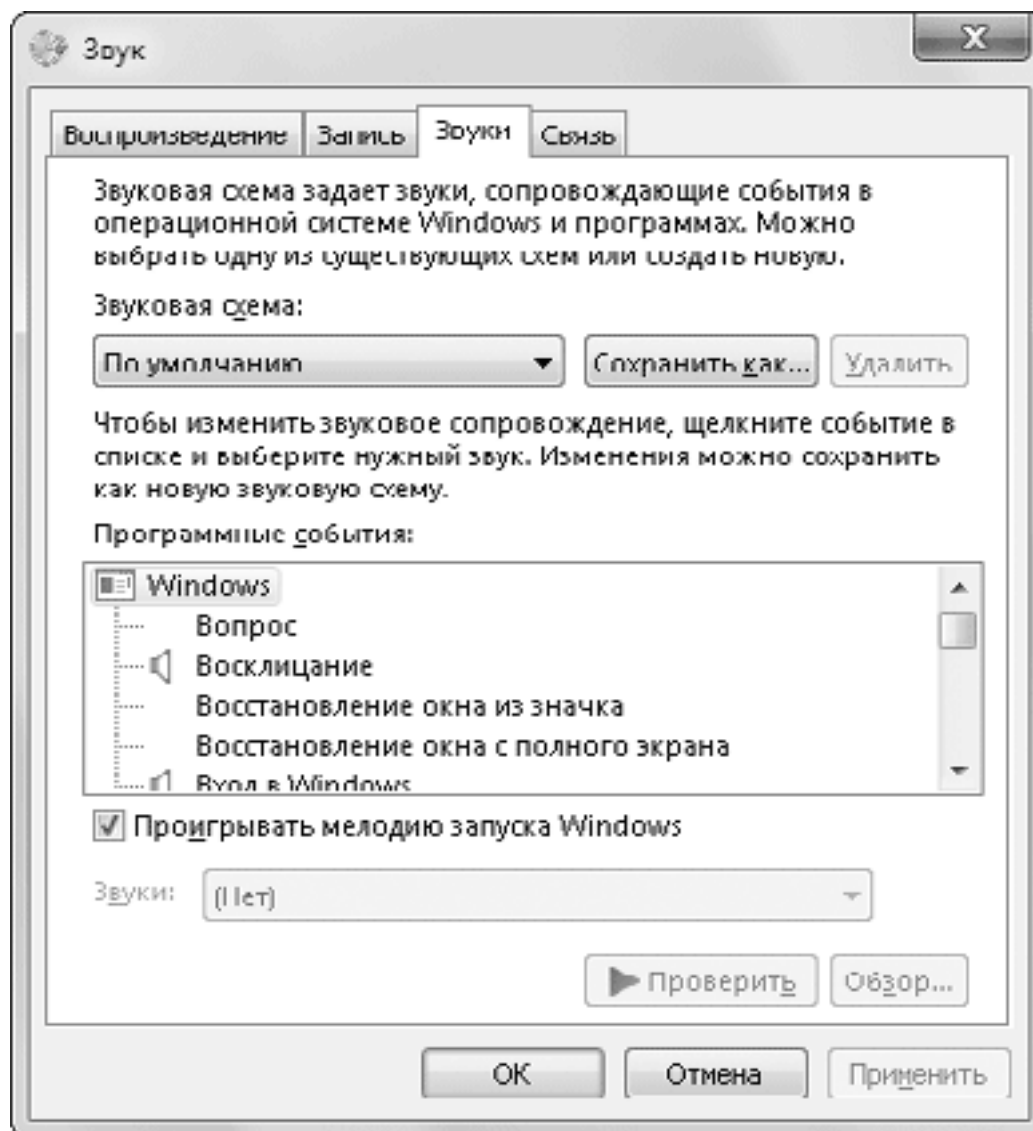 Звук
Воспроизведение Запись Звуки Связь
Звуковая схема задает звуки, сопровождающие события в
операционной системе Windows и программах. Можно
выбрать одну из существующих схем или создать новую.
Звуковая схема:
По умолчанию Сохранить как... Удалить
Чтобы изменить звуковое сопровождение, щелкните событие в
списке и выберите нужный звук. Изменения можно сохранить
как новую звуковую схему.
Программные события:
Windows
Вопрос
Восклицание
Восстановление окна из значка
Восстановление окна с полного экрана
Вход в Windows
Проигрывать мелодию запуска Windows
Звуки: (Нет)
Проверить Обзор...
ОК Отмена Применить